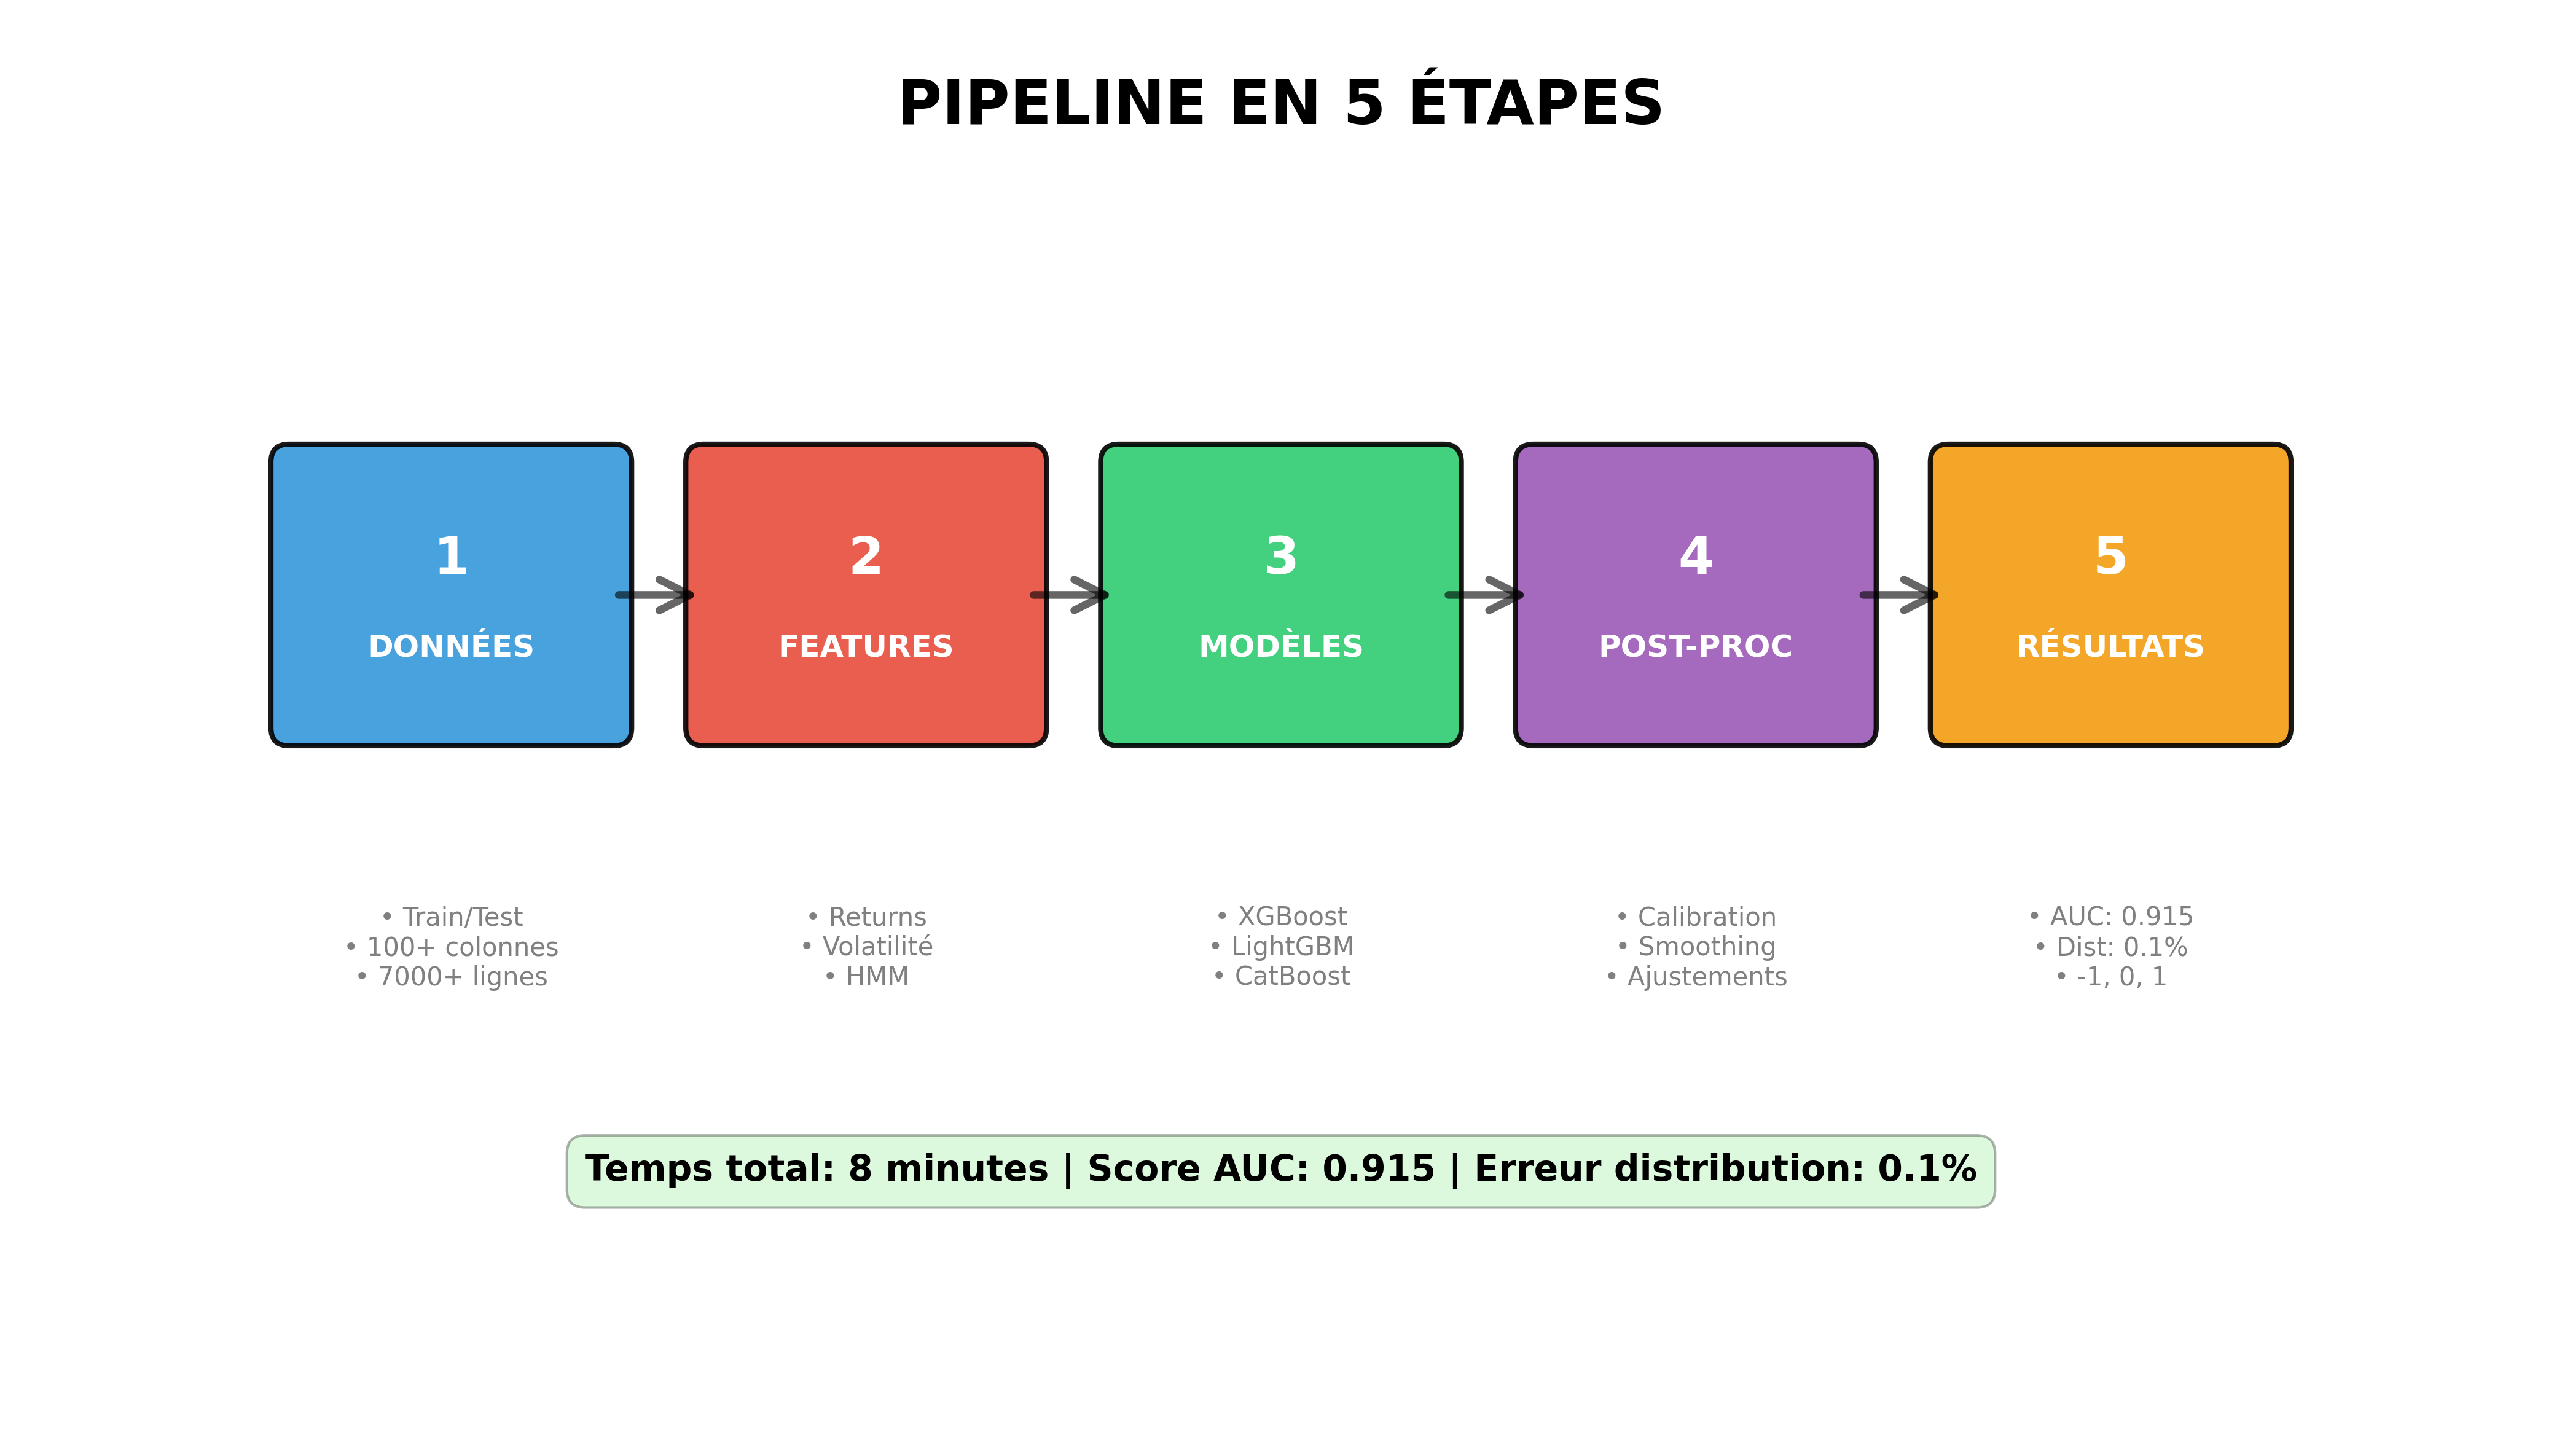 PIPELINE EN 5 ÉTAPES
1
DONNÉES
2
FEATURES
3
MODÈLES
4
POST-PROC
5
RÉSULTATS
• Train/Test
• 100+ colonnes
• 7000+ lignes
• Returns
• Volatilité
• HMM
• XGBoost
• LightGBM
• CatBoost
• Calibration
• Smoothing
• Ajustements
• AUC: 0.915
• Dist: 0.1%
• -1, 0, 1
Temps total: 8 minutes | Score AUC: 0.915 | Erreur distribution: 0.1%